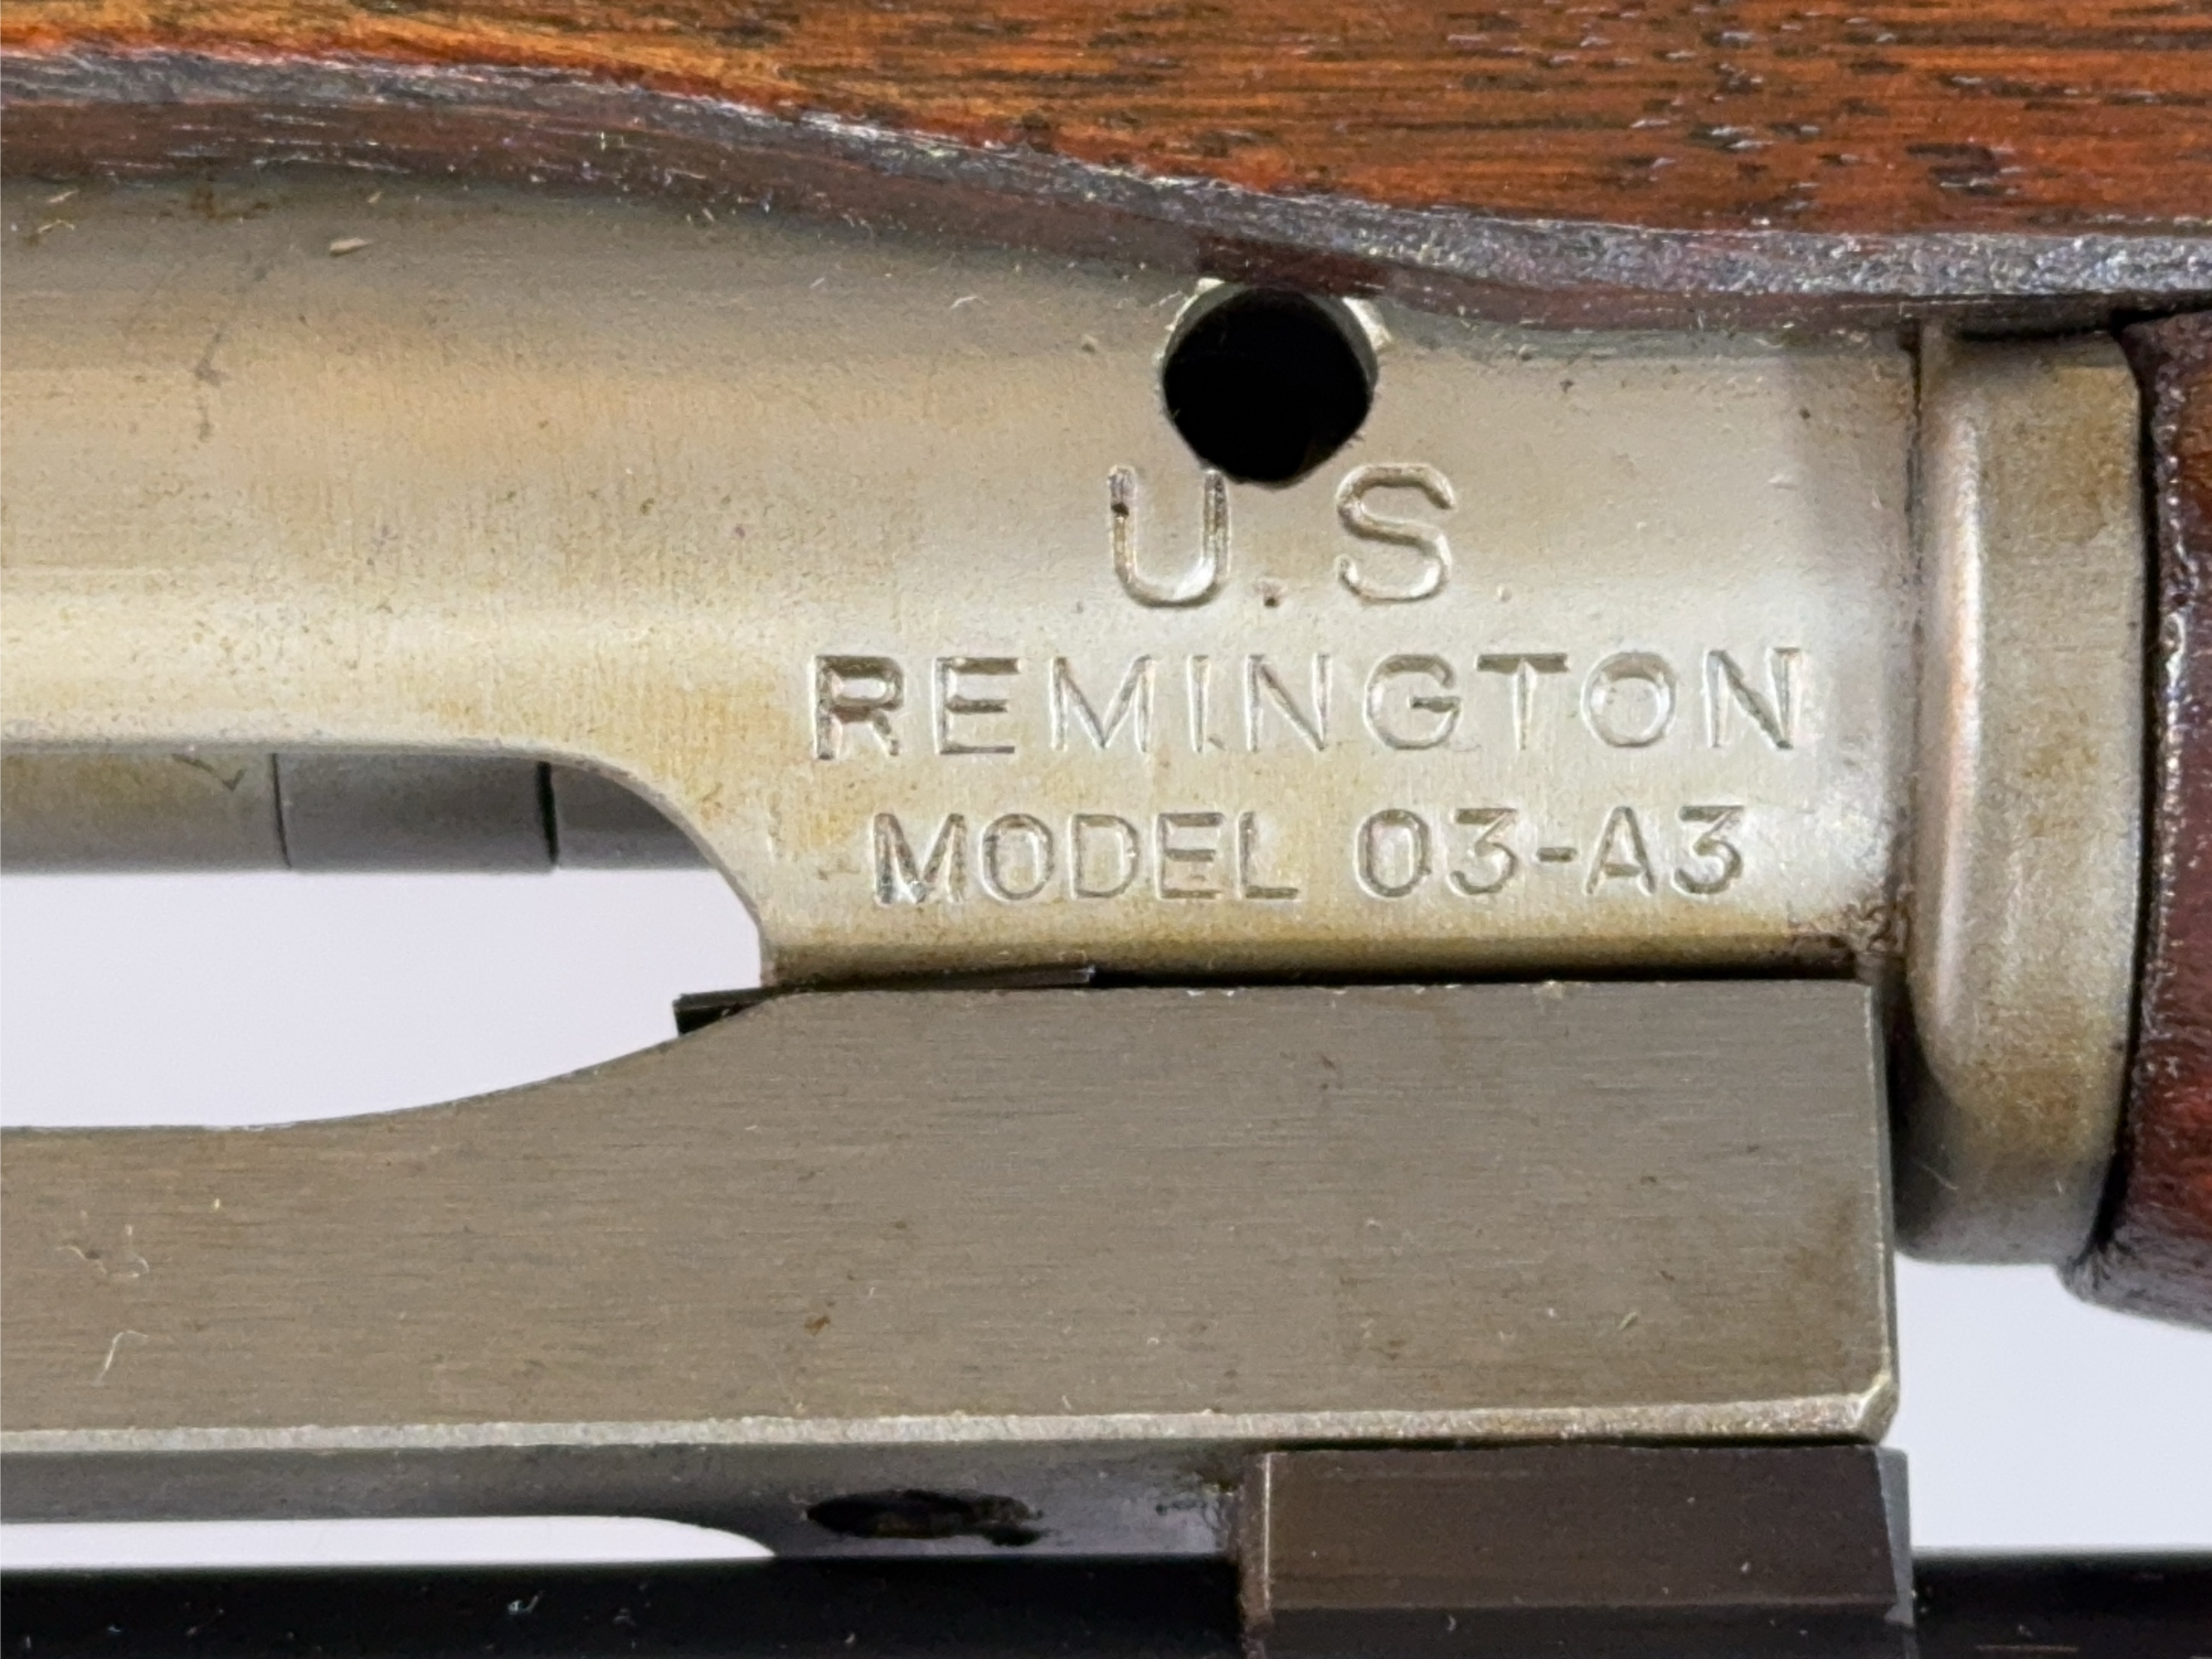 U.S.
REMINGTON
MODEL 03-A3